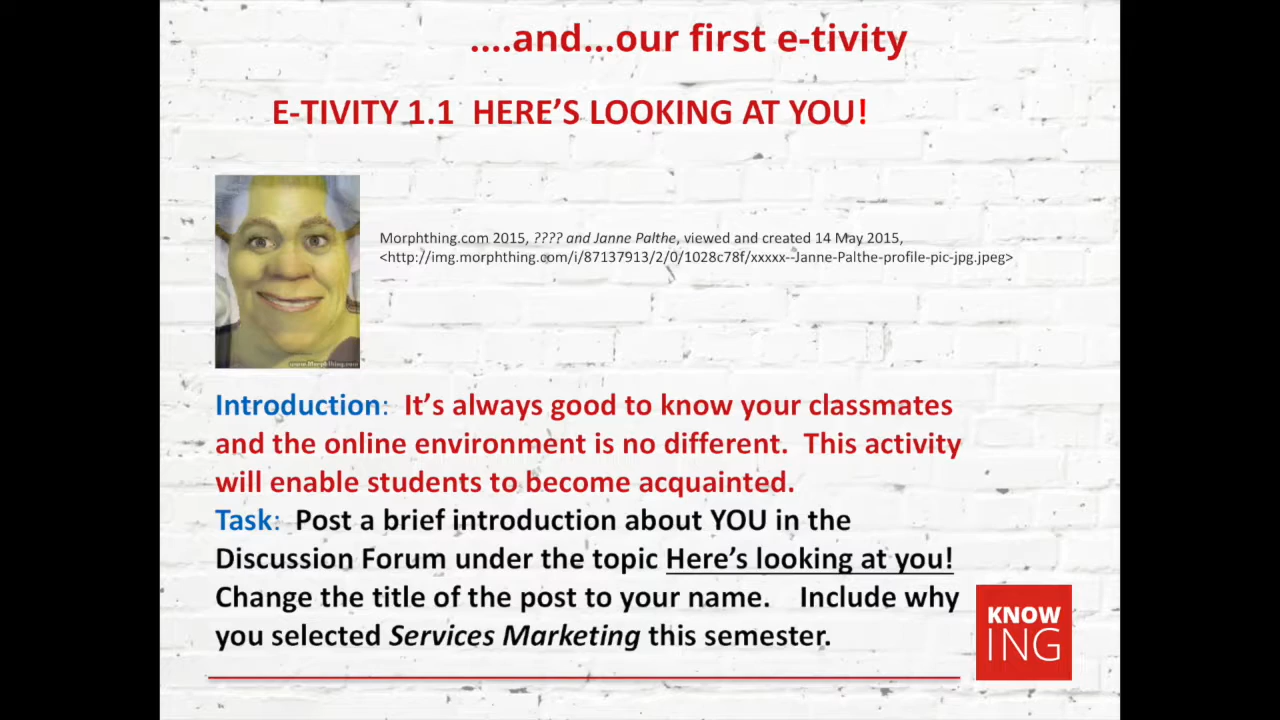 ....and...our first e-tivity
E-TIVITY 1.1 HERE'S LOOKING AT YOU!
Morphthing.com 2015, ???? and Janne Palthe, viewed and created 14 May 2015,
<http://img.morphthing.com/i/87137913/2/0/1028c78f/xxxxx--Janne-Palthe-profile-pic-jpg.jpeg>
www.Morphthing.com
Introduction: It's always good to know your classmates
and the online environment is no different. This activity
will enable students to become acquainted.
Task: Post a brief introduction about YOU in the
Discussion Forum under the topic Here's looking at you!
Change the title of the post to your name. Include why
you selected Services Marketing this semester.
KNOW
ING